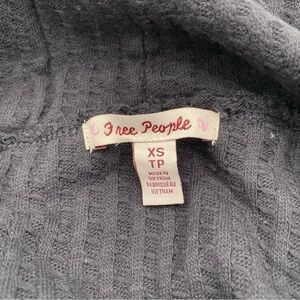 Free People
XS
TP
MADE IN
VIETNAM
FABRIQUÉ AU
VIETNAM